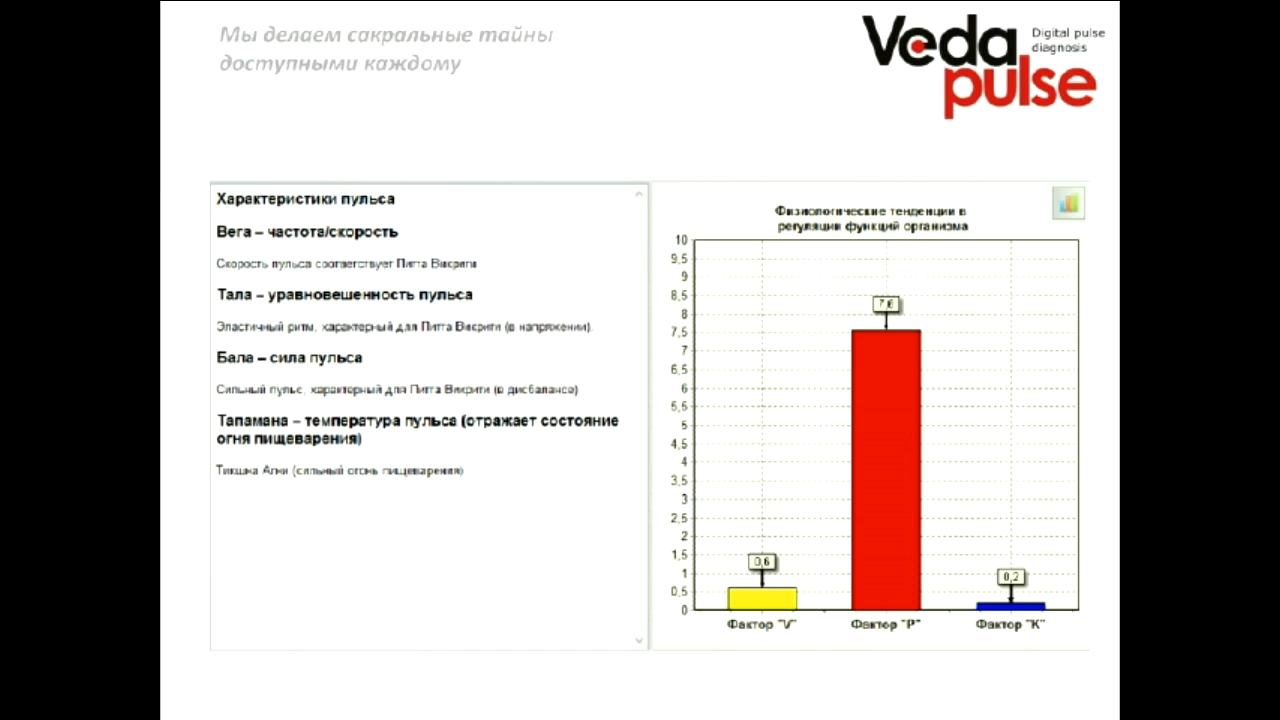 Мы делаем сакральные тайны
доступными каждому
Veda
pulse
Digital pulse
diagnosis
Характеристики пульса
Вега – частота/скорость
Скорость пульса соответствует Питта Викрити
Тала – уравновешенность пульса
Эластичный ритм, характерный для Питта Викрити (в напряжении).
Бала – сила пульса
Сильный пульс, характерный для Питта Викрити (в дисбалансе)
Тапамана – температура пульса (отражает состояние
огня пищеварения)
Тикшна Агни (сильный огонь пищеварения)
Физиологические тенденции в
регуляции функций организма
10
9,5
9
8,5
8
7,5
7
6,5
6
5,5
5
4,5
4
3,5
3
2,5
2
1,5
1
0,5
0
0,6
7,6
0,2
Фактор "V"
Фактор "P"
Фактор "K"